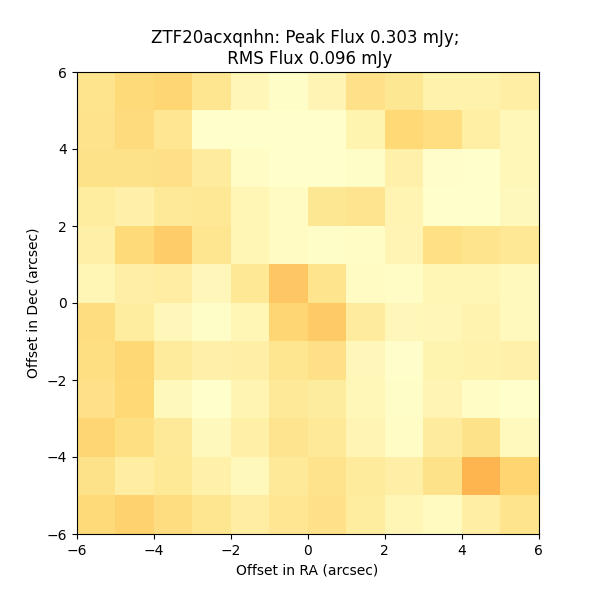 ZTF20acxqnhn: Peak Flux 0.303 mJy;
RMS Flux 0.096 mJy
6
4
2
0
−2
−4
−6
Offset in Dec (arcsec)
−6 −4 −2 0 2 4 6
Offset in RA (arcsec)